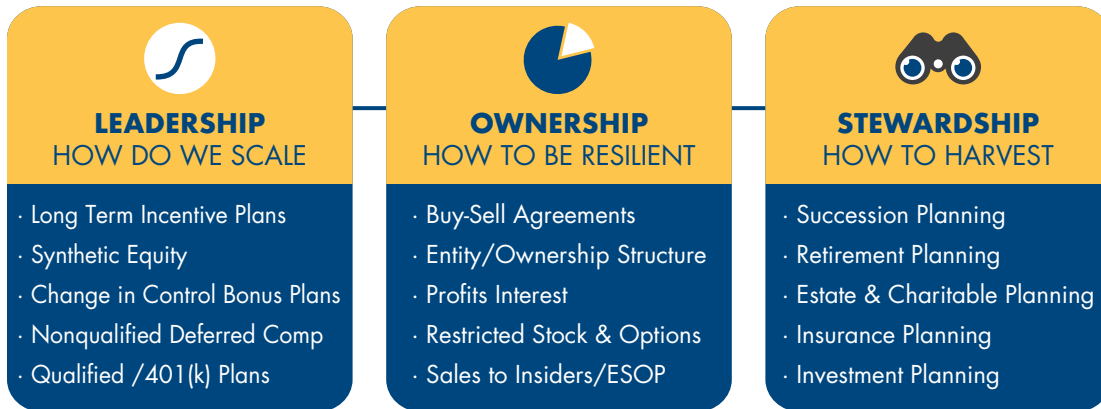 LEADERSHIP
HOW DO WE SCALE
· Long Term Incentive Plans
· Synthetic Equity
· Change in Control Bonus Plans
· Nonqualified Deferred Comp
· Qualified /401(k) Plans
OWNERSHIP
HOW TO BE RESILIENT
· Buy-Sell Agreements
· Entity/Ownership Structure
· Profits Interest
· Restricted Stock & Options
· Sales to Insiders/ESOP
STEWARDSHIP
HOW TO HARVEST
· Succession Planning
· Retirement Planning
· Estate & Charitable Planning
· Insurance Planning
· Investment Planning